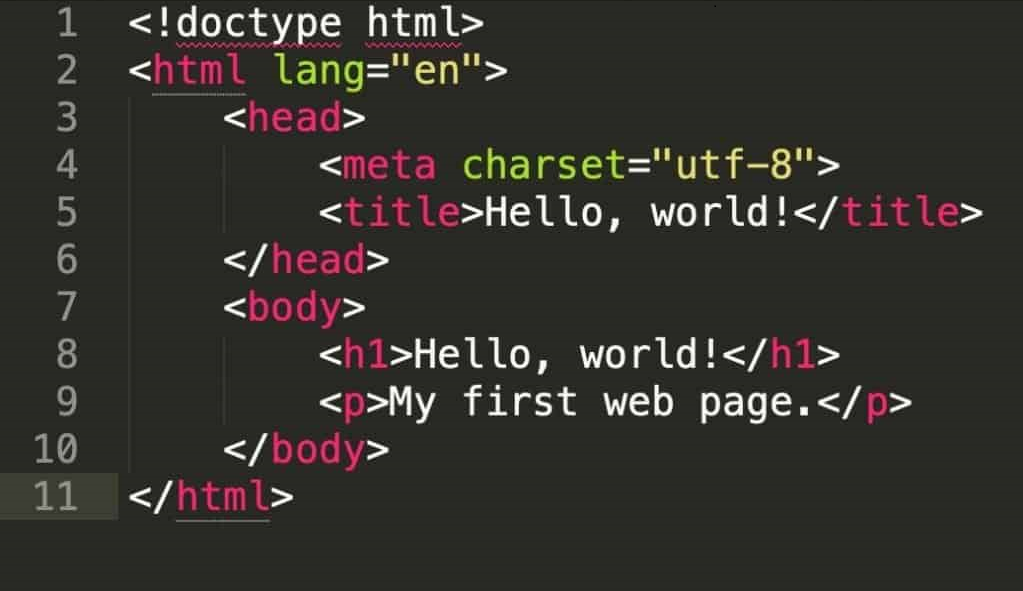 1 <!doctype html>
2 <html lang="en">
3     <head>
4         <meta charset="utf-8">
5         <title>Hello, world!</title>
6     </head>
7     <body>
8         <h1>Hello, world!</h1>
9         <p>My first web page.</p>
10     </body>
11 </html>